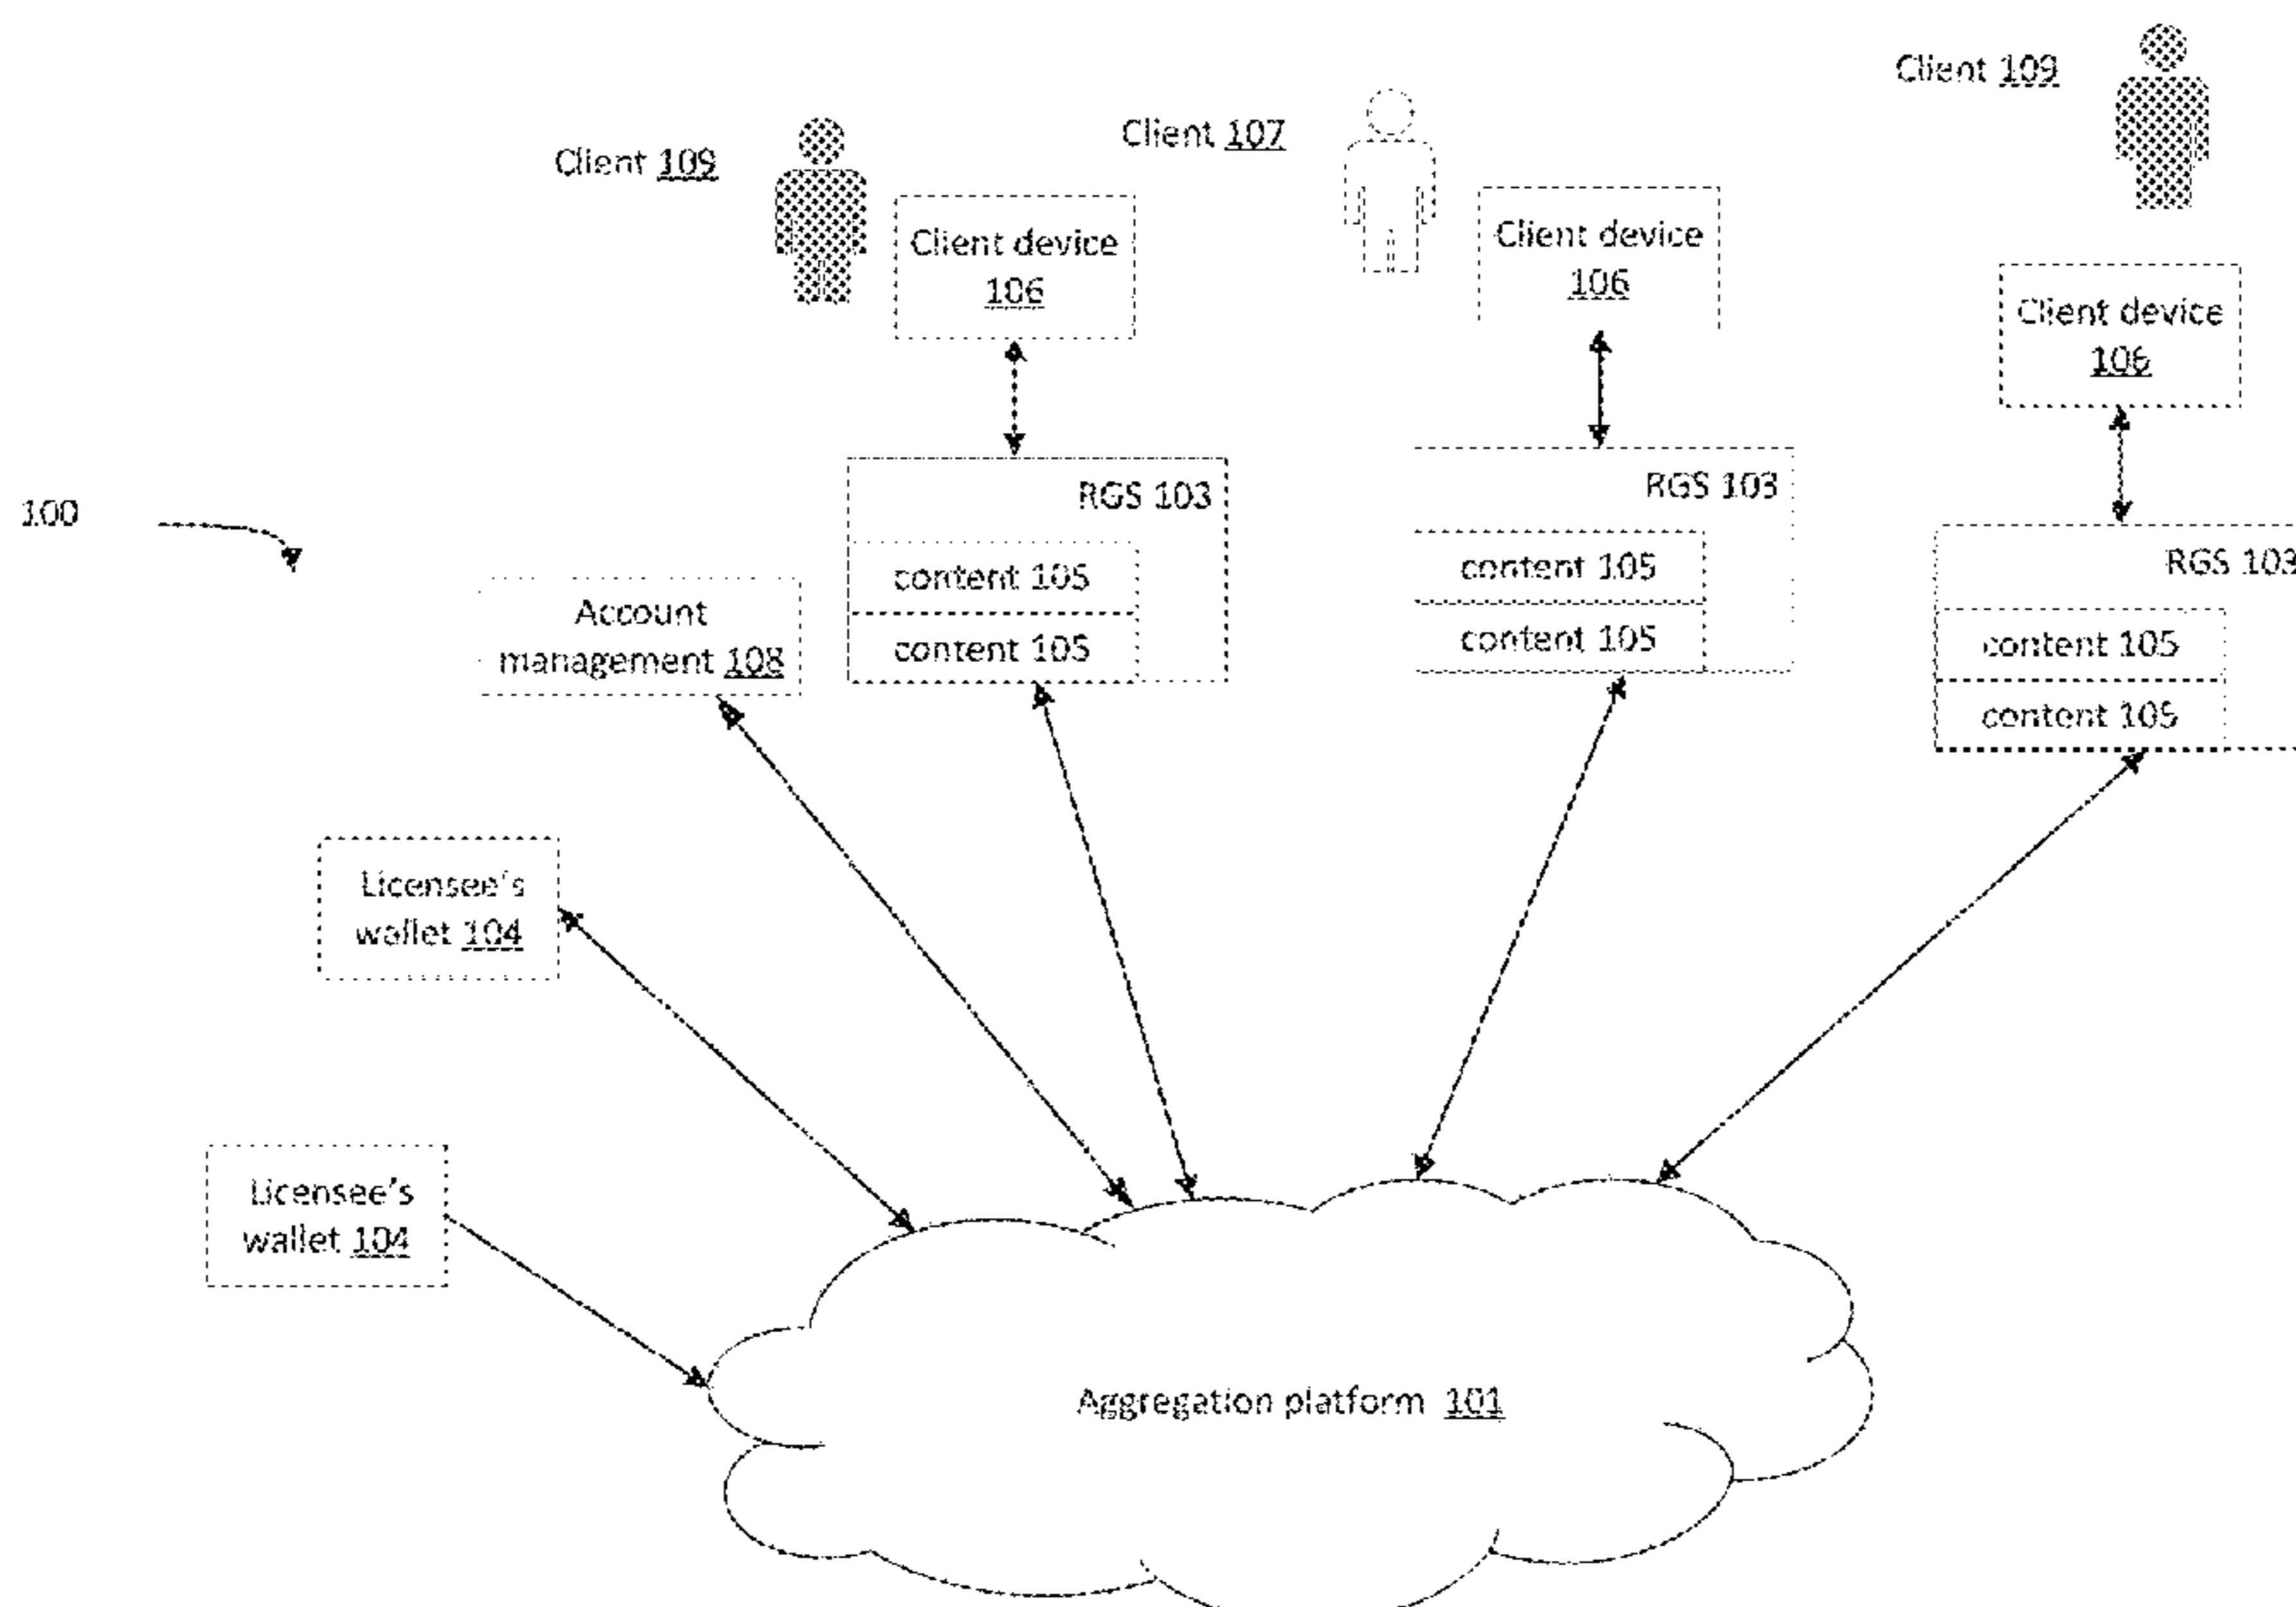 Client 109
Client 107
Client 109
Client device
106
Client device
106
Client device
106
100
RGS 103
content 105
content 105
RGS 103
content 105
content 105
RGS 103
content 105
content 105
Account
management 108
Licensee's
wallet 104
Licensee's
wallet 104
Aggregation platform 101